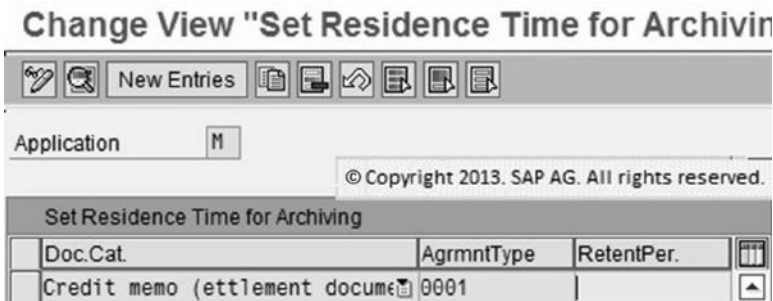 Change View "Set Residence Time for Archivin
New Entries
Application M
© Copyright 2013. SAP AG. All rights reserved.
Set Residence Time for Archiving
Doc.Cat. AgrmntType RetentPer.
Credit memo (ettlement docume 0001